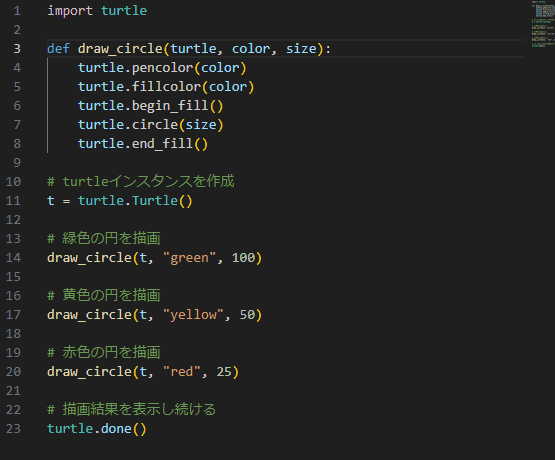 1 import turtle
2
3 def draw_circle(turtle, color, size):
4     turtle.pencolor(color)
5     turtle.fillcolor(color)
6     turtle.begin_fill()
7     turtle.circle(size)
8     turtle.end_fill()
9
10 # turtleインスタンスを作成
11 t = turtle.Turtle()
12
13 # 緑色の円を描画
14 draw_circle(t, "green", 100)
15
16 # 黄色の円を描画
17 draw_circle(t, "yellow", 50)
18
19 # 赤色の円を描画
20 draw_circle(t, "red", 25)
21
22 # 描画結果を表示し続ける
23 turtle.done()